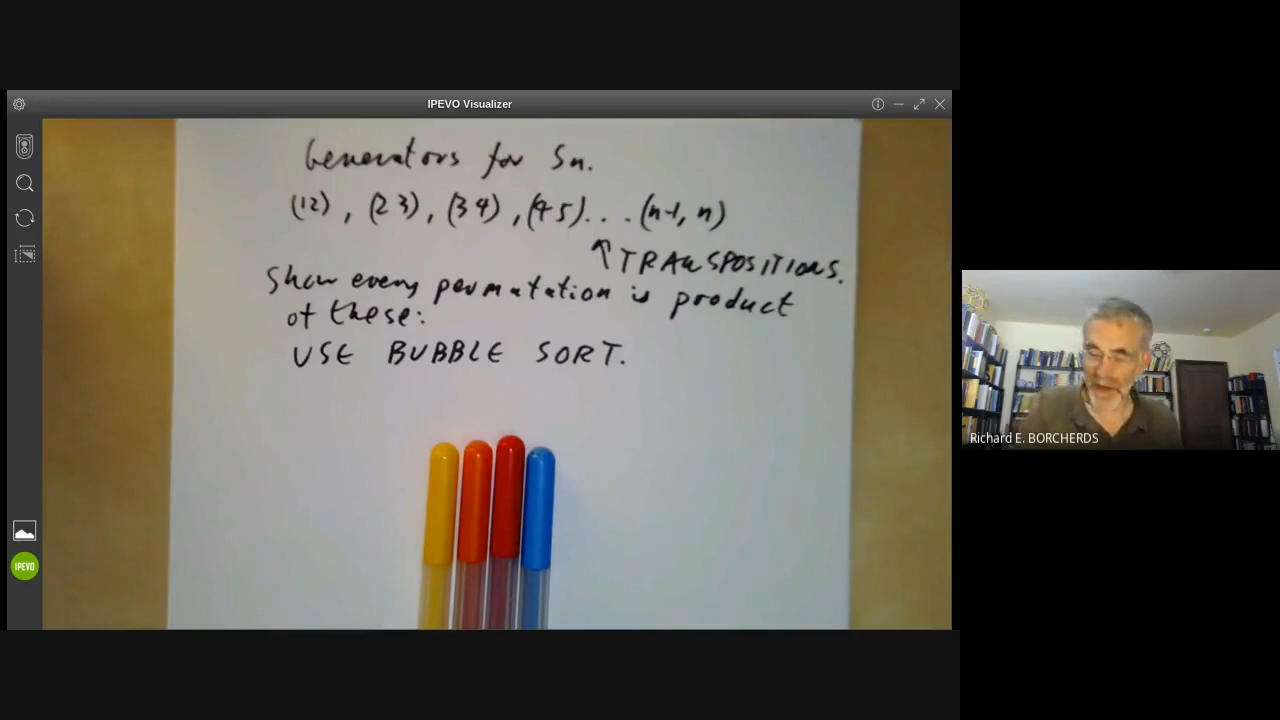 IPEVO Visualizer
Generators for Sn.
(12), (23), (34), (45)... (n-1, n)
↑ TRANSPOSITIONS.
Show every permutation is product
of these:
USE BUBBLE SORT.
IPEVO
Richard E. BORCHERDS